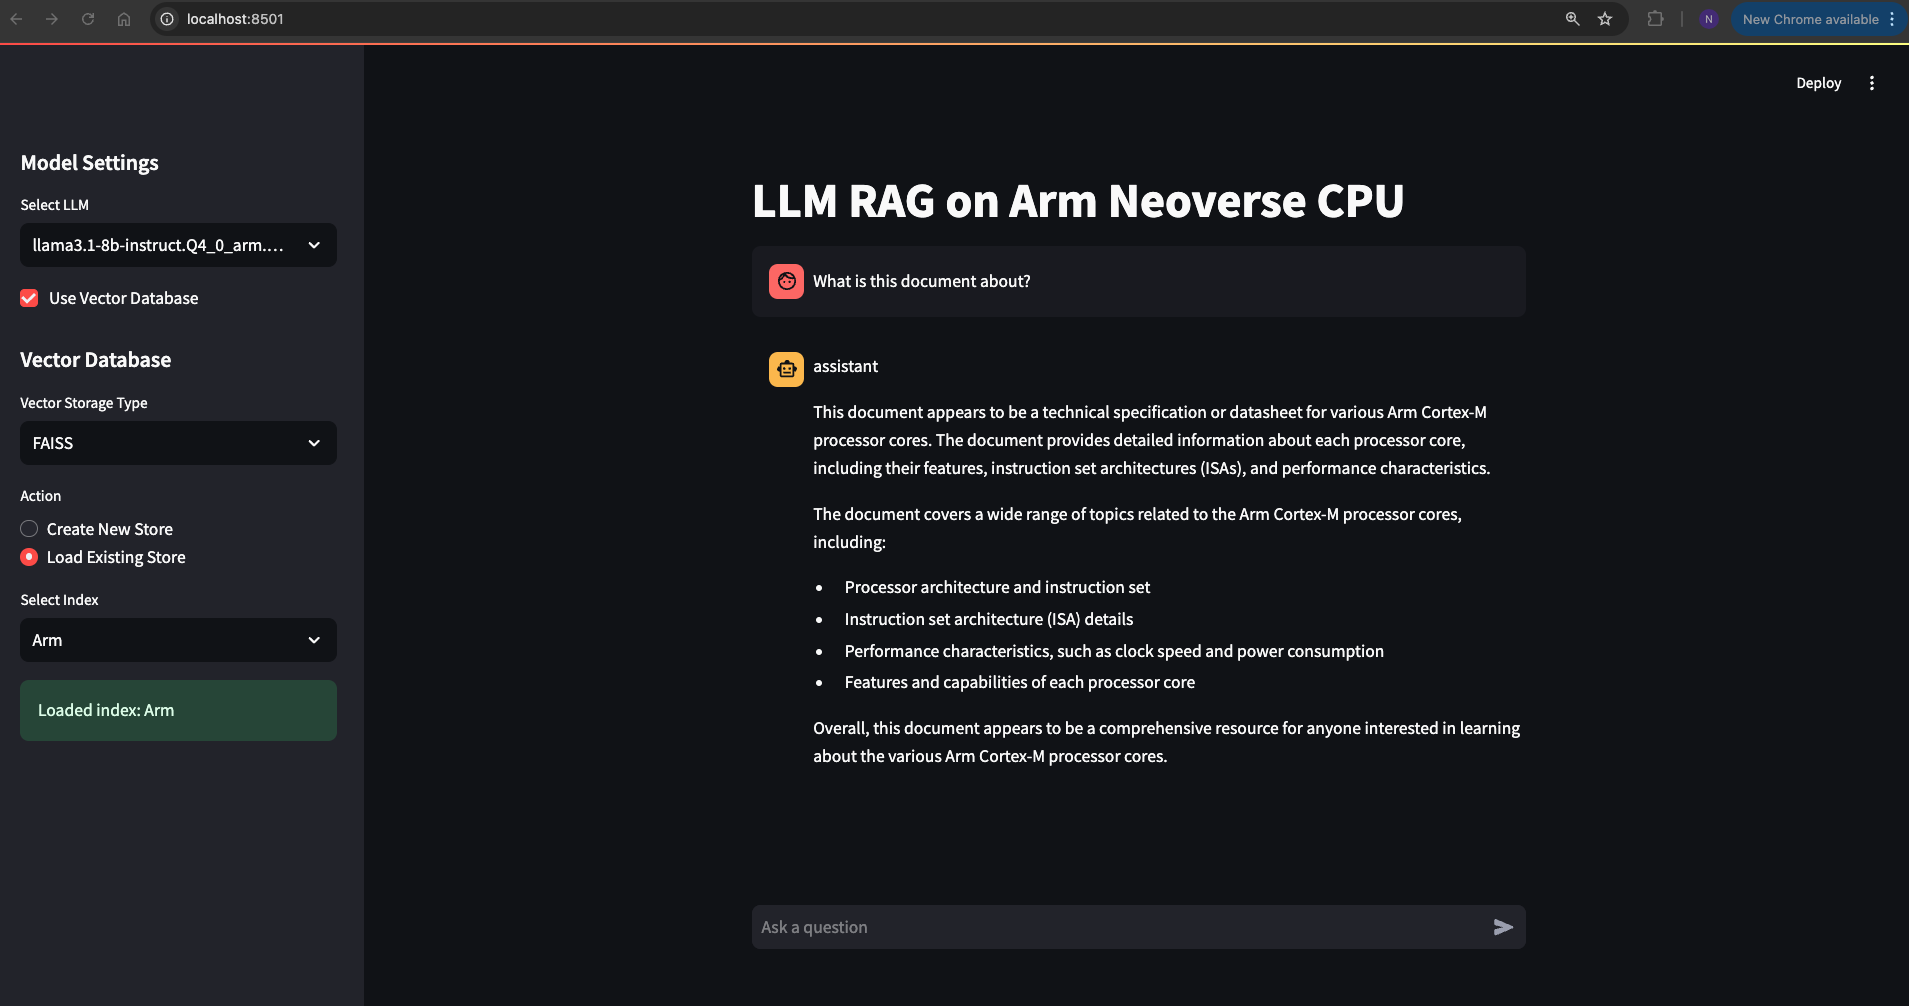 localhost:8501
N
New Chrome available
Deploy
Model Settings
Select LLM
llama3.1-8b-instruct.Q4_0_arm....
Use Vector Database
Vector Database
Vector Storage Type
FAISS
Action
Create New Store
Load Existing Store
Select Index
Arm
Loaded index: Arm
LLM RAG on Arm Neoverse CPU
What is this document about?
assistant
This document appears to be a technical specification or datasheet for various Arm Cortex-M
processor cores. The document provides detailed information about each processor core,
including their features, instruction set architectures (ISAs), and performance characteristics.
The document covers a wide range of topics related to the Arm Cortex-M processor cores,
including:
• Processor architecture and instruction set
• Instruction set architecture (ISA) details
• Performance characteristics, such as clock speed and power consumption
• Features and capabilities of each processor core
Overall, this document appears to be a comprehensive resource for anyone interested in learning
about the various Arm Cortex-M processor cores.
Ask a question